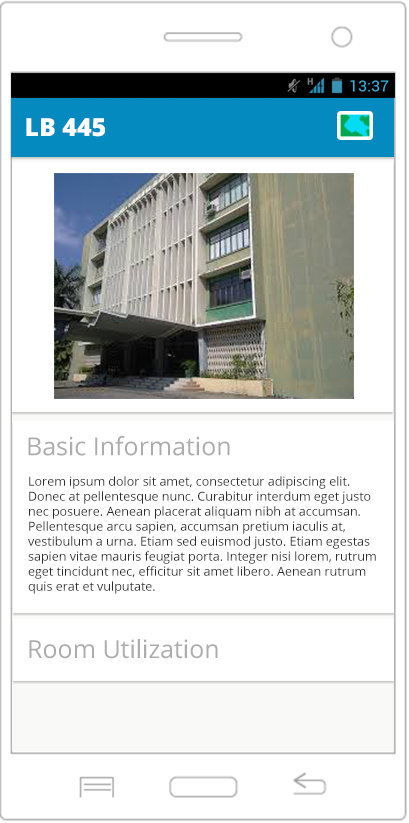 H
13:37
LB 445
Basic Information
Lorem ipsum dolor sit amet, consectetur adipiscing elit.
Donec at pellentesque nunc. Curabitur interdum eget justo
nec posuere. Aenean placerat aliquam nibh at accumsan.
Pellentesque arcu sapien, accumsan pretium iaculis at,
vestibulum a urna. Etiam sed euismod justo. Etiam egestas
sapien vitae mauris feugiat porta. Integer nisi lorem, rutrum
eget tincidunt nec, efficitur sit amet libero. Aenean rutrum
quis erat et vulputate.
Room Utilization